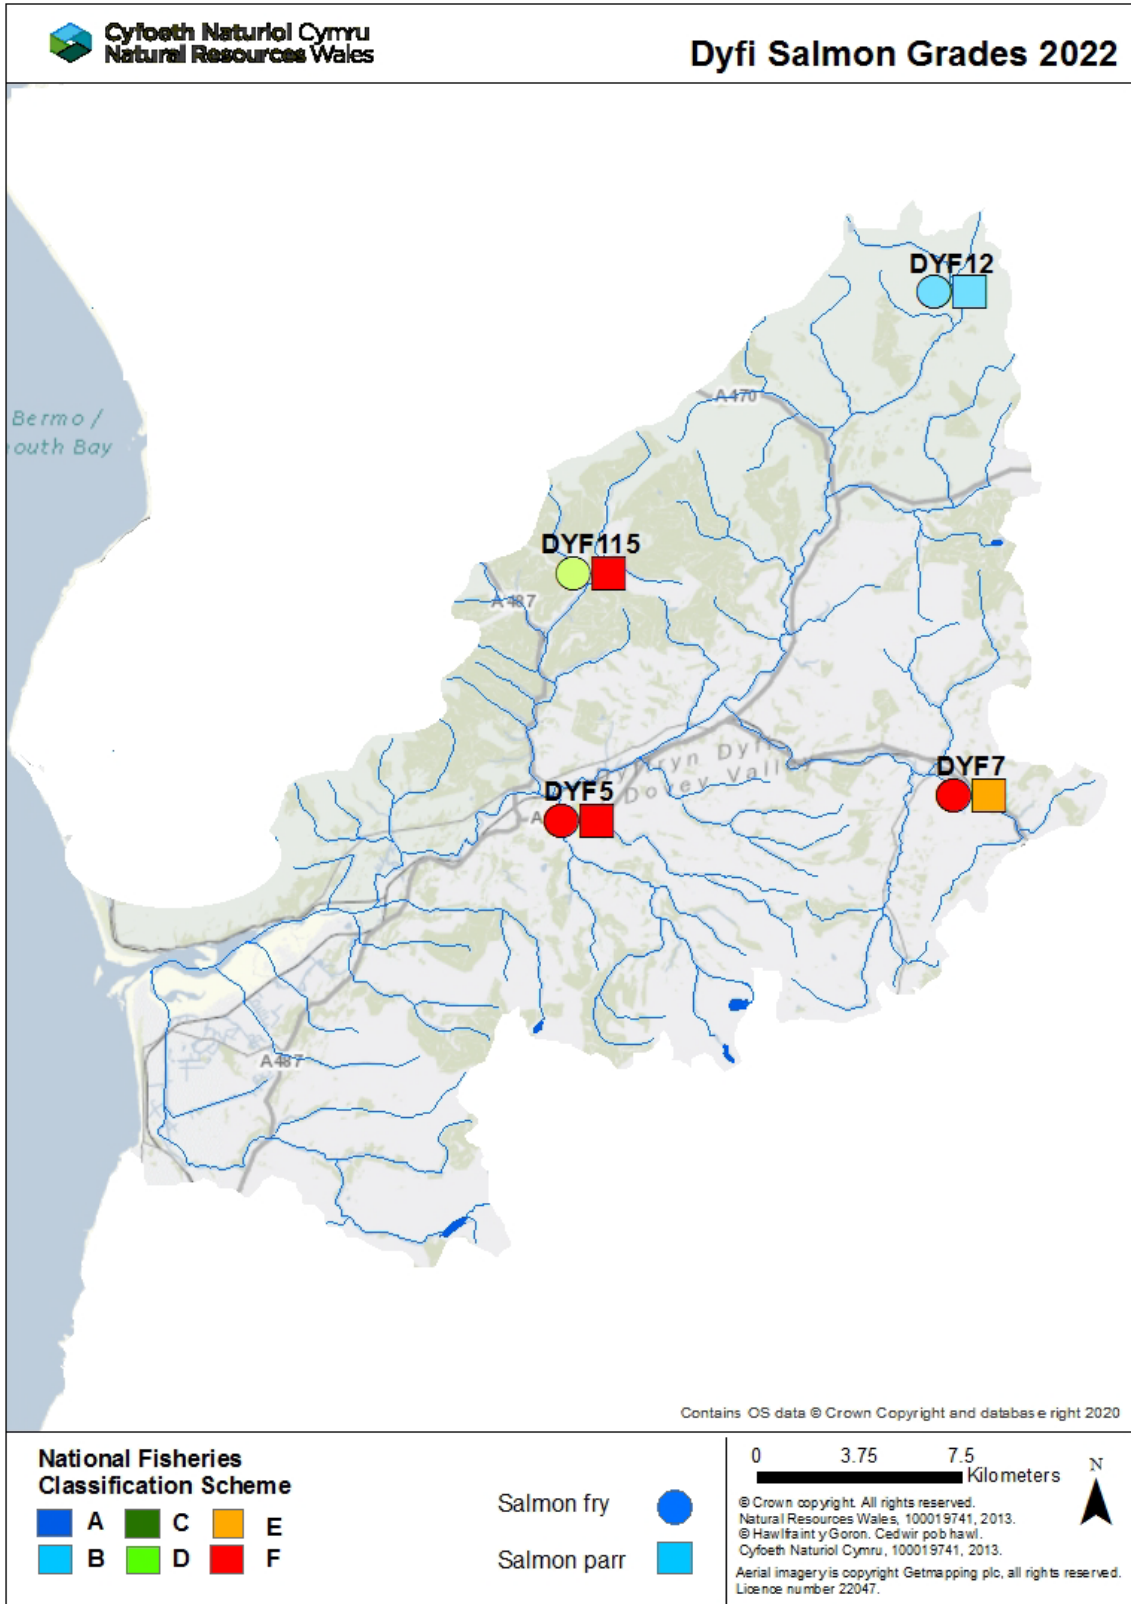 Cyfoeth Naturiol Cymru
Natural Resources Wales
Dyfi Salmon Grades 2022
DYF12
A470
Bermo /
outh Bay
DYF115
A487
Dyffryn Dyfi
Dovey Valley
DYF7
DYF5
A
A487
Contains OS data © Crown Copyright and database right 2020
National Fisheries
Classification Scheme
A C E
B D F
Salmon fry
Salmon parr
0 3.75 7.5
Kilometers
N
© Crown copyright. All rights reserved.
Natural Resources Wales, 100019741, 2013.
© Hawlfraint y Goron. Cedwir pob hawl.
Cyfoeth Naturiol Cymru, 100019741, 2013.
Aerial imagery is copyright Getmapping plc, all rights reserved.
Licence number 22047.